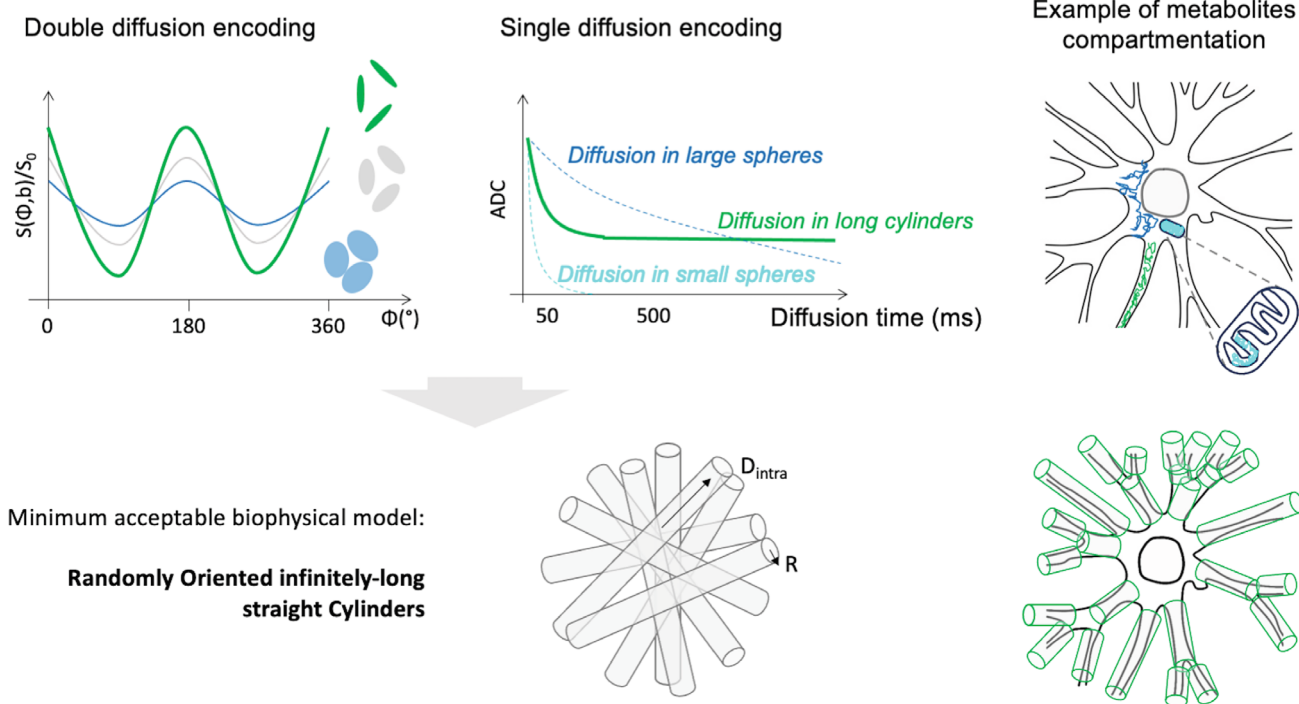 Double diffusion encoding
S(Φ,b)/S0
0
180
360
Φ(°)
Single diffusion encoding
ADC
Diffusion in large spheres
Diffusion in long cylinders
Diffusion in small spheres
50
500
Diffusion time (ms)
Example of metabolites
compartmentation
Minimum acceptable biophysical model:
Randomly Oriented infinitely-long
straight Cylinders
Dintra
R